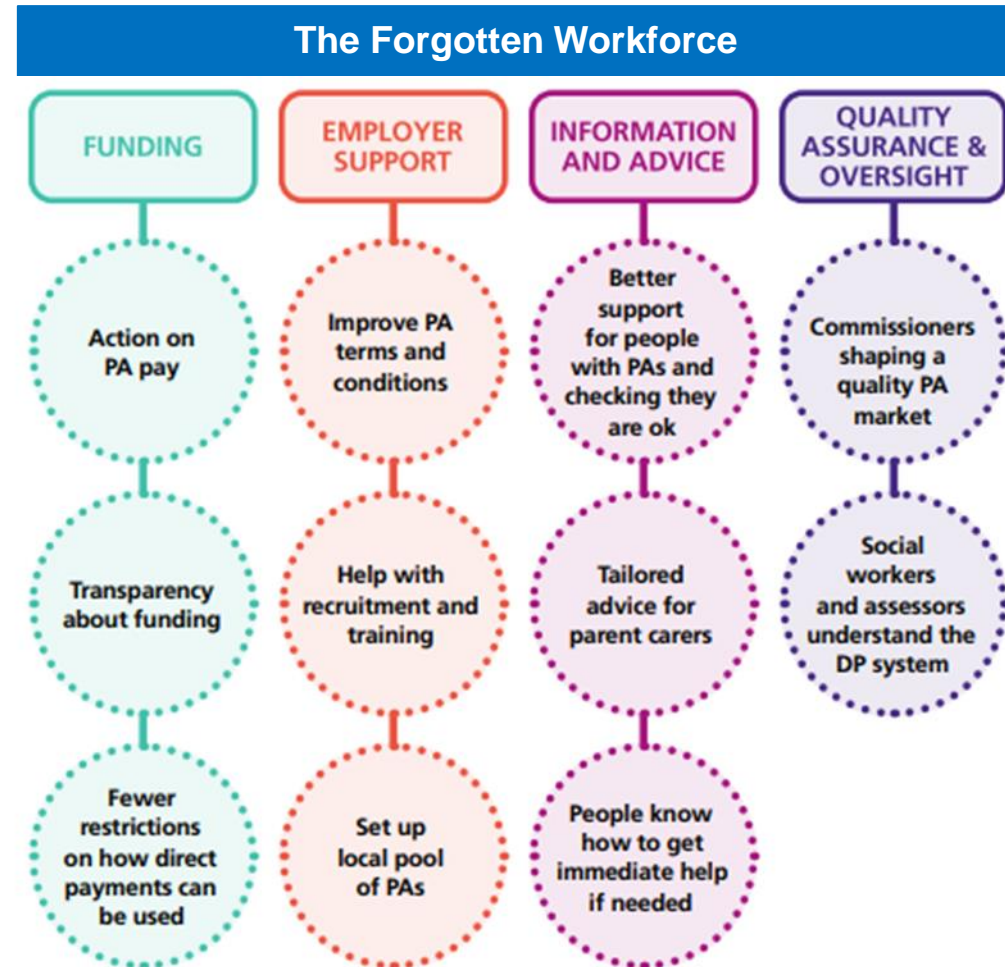 The Forgotten Workforce
FUNDING
Action on
PA pay
Transparency
about funding
Fewer
restrictions
on how direct
payments can
be used
EMPLOYER
SUPPORT
Improve PA
terms and
conditions
Help with
recruitment and
training
Set up
local pool
of PAs
INFORMATION
AND ADVICE
Better
support
for people
with PAs and
checking they
are ok
Tailored
advice for
parent carers
People know
how to get
immediate help
if needed
QUALITY
ASSURANCE &
OVERSIGHT
Commissioners
shaping a
quality PA
market
Social
workers
and assessors
understand the
DP system